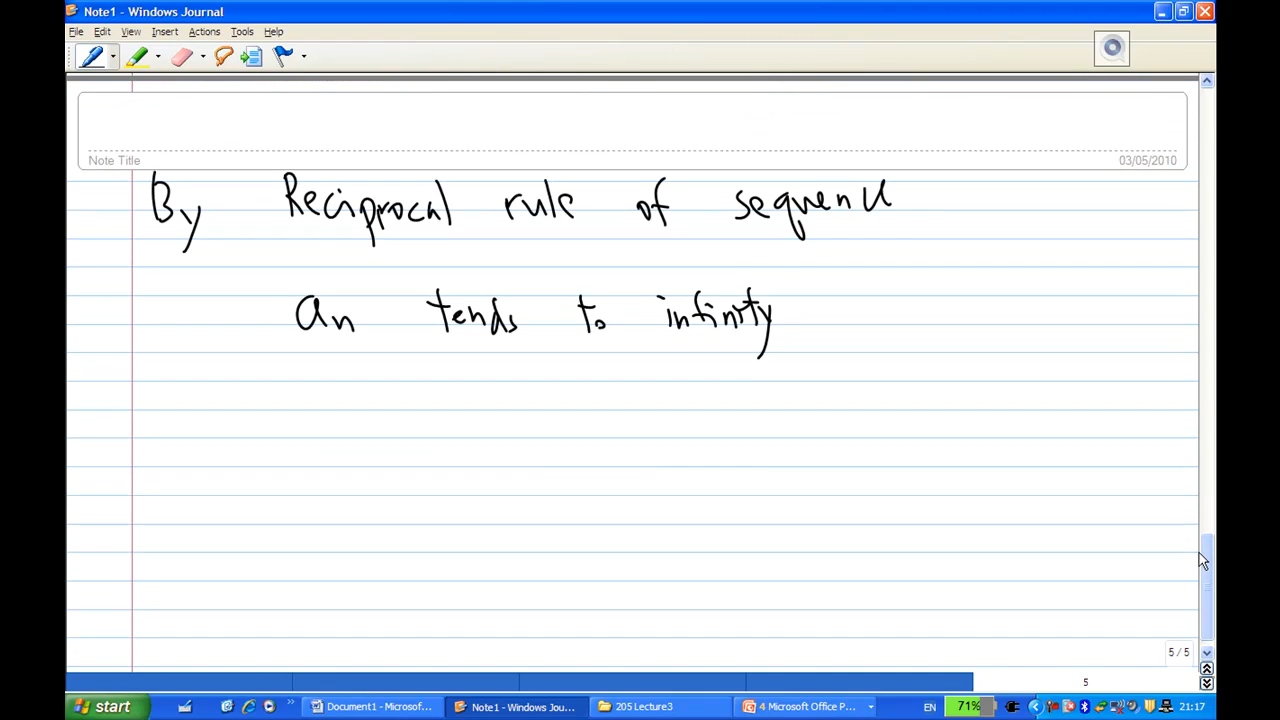 Note1 - Windows Journal
File Edit View Insert Actions Tools Help
Note Title
03/05/2010
By Reciprocal rule of sequence
an tends to infinity
5 / 5
5
start
Document1 - Microsof...
Note1 - Windows Jou...
205 Lecture3
4 Microsoft Office P...
EN
71%
21:17